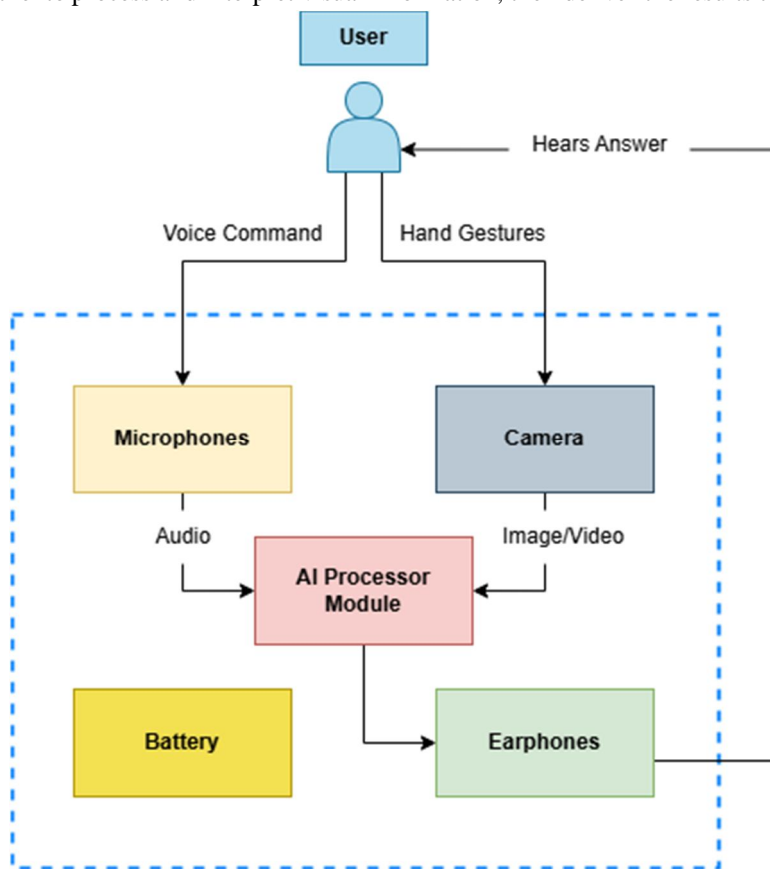 User
Hears Answer
Voice Command
Hand Gestures
Microphones
Camera
Audio
Image/Video
AI Processor
Module
Battery
Earphones